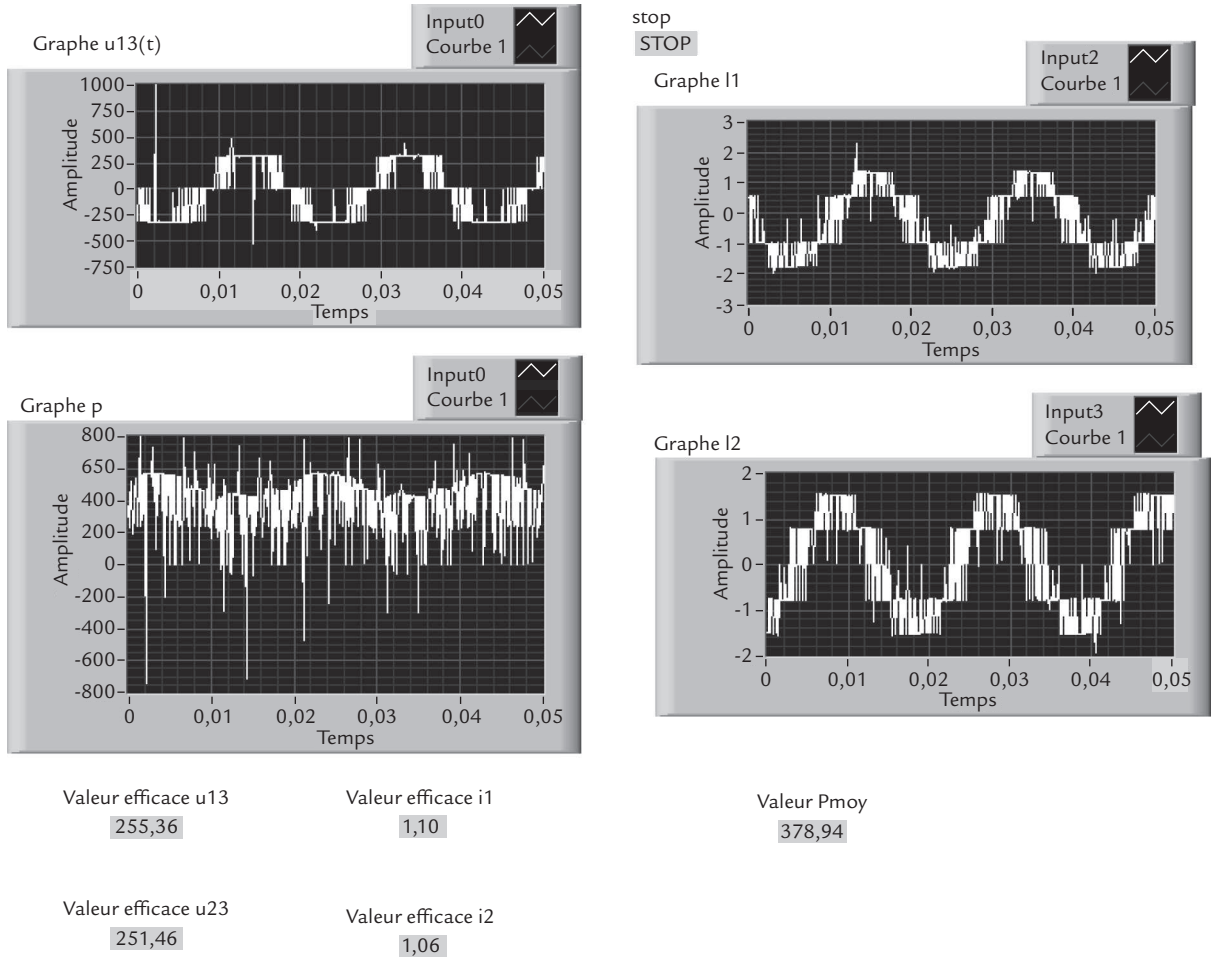 Graphe u13(t)
Input0
Courbe 1
Amplitude
1000
750
500
250
0
-250
-500
-750
0 0,01 0,02 0,03 0,04 0,05
Temps
stop
STOP
Graphe l1
Input2
Courbe 1
Amplitude
3
2
1
0
-1
-2
-3
0 0,01 0,02 0,03 0,04 0,05
Temps
Graphe p
Input0
Courbe 1
Amplitude
800
650
400
200
0
-200
-400
-600
-800
0 0,01 0,02 0,03 0,04 0,05
Temps
Graphe l2
Input3
Courbe 1
Amplitude
2
1
0
-1
-2
0 0,01 0,02 0,03 0,04 0,05
Temps
Valeur efficace u13
255,36
Valeur efficace i1
1,10
Valeur Pmoy
378,94
Valeur efficace u23
251,46
Valeur efficace i2
1,06